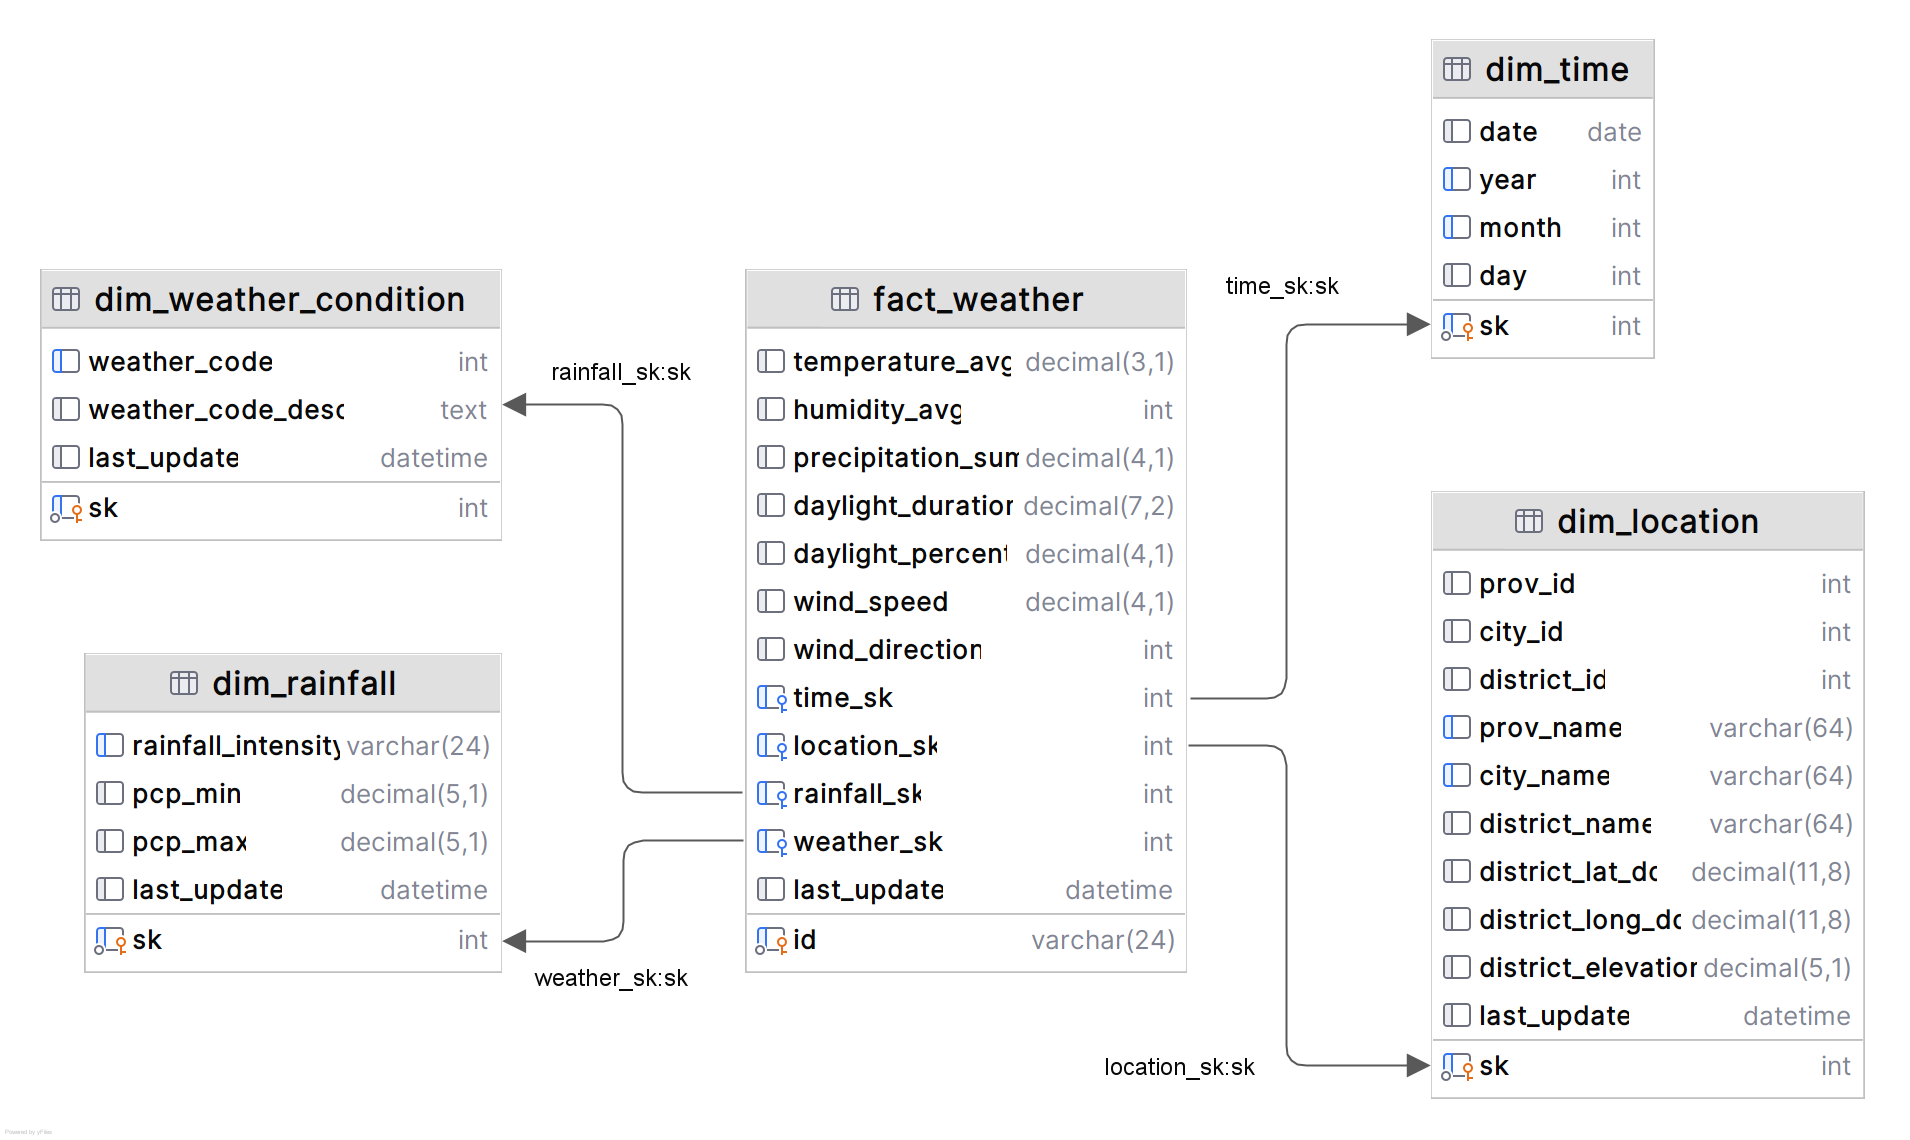 dim_time
date date
year int
month int
day int
sk int
time_sk:sk
dim_weather_condition
weather_code int
weather_code_desc text
last_update datetime
sk int
rainfall_sk:sk
fact_weather
temperature_avg decimal(3,1)
humidity_avg int
precipitation_sum decimal(4,1)
daylight_duration decimal(7,2)
daylight_percent decimal(4,1)
wind_speed decimal(4,1)
wind_direction int
time_sk int
location_sk int
rainfall_sk int
weather_sk int
last_update datetime
id varchar(24)
dim_rainfall
rainfall_intensity varchar(24)
pcp_min decimal(5,1)
pcp_max decimal(5,1)
last_update datetime
sk int
weather_sk:sk
dim_location
prov_id int
city_id int
district_id int
prov_name varchar(64)
city_name varchar(64)
district_name varchar(64)
district_lat_dd decimal(11,8)
district_long_dd decimal(11,8)
district_elevation decimal(5,1)
last_update datetime
sk int
location_sk:sk
Powered by yFiles